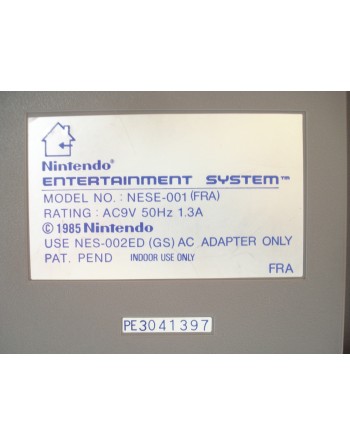 Nintendo®
ENTERTAINMENT SYSTEM™
MODEL NO. : NESE-001 (FRA)
RATING : AC9V 50Hz 1.3A
© 1985 Nintendo
USE NES-002ED (GS) AC ADAPTER ONLY
PAT. PEND INDOOR USE ONLY
FRA
PE3041397